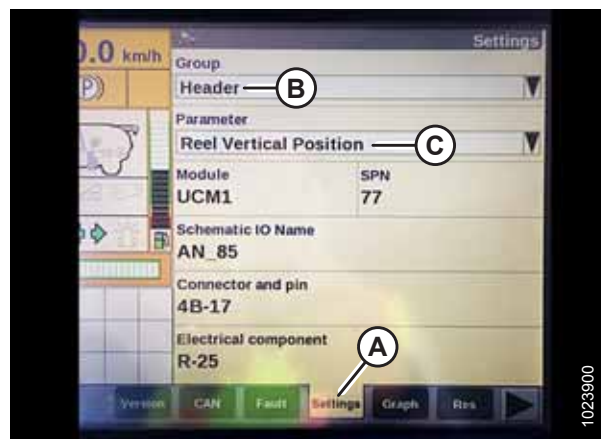 0.0 km/h
Settings
(P)
Group
Header
B
Parameter
Reel Vertical Position
C
Module
SPN
UCM1
77
Schematic IO Name
AN_85
Connector and pin
4B-17
Electrical component
R-25
A
Version
CAN
Fault
Settings
Graph
Res
1023900